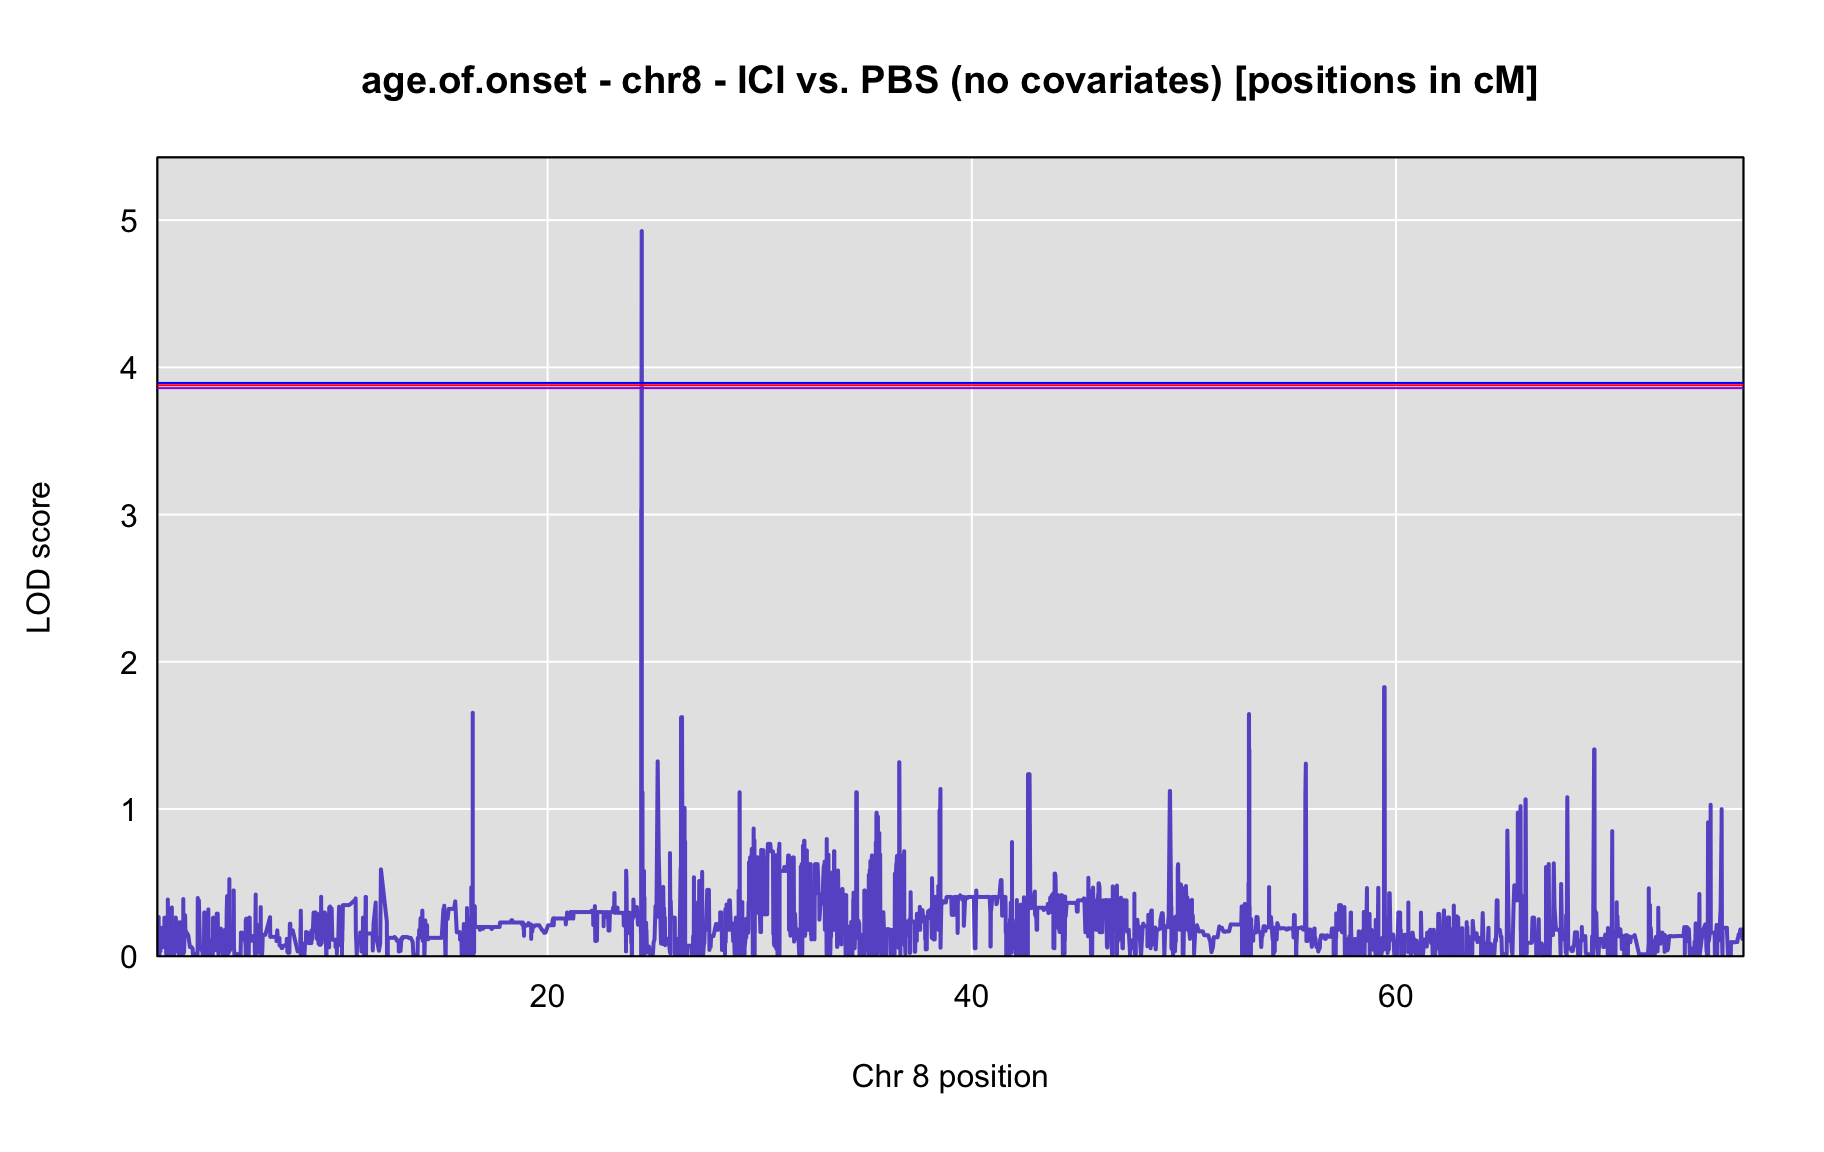 age.of.onset - chr8 - ICI vs. PBS (no covariates) [positions in cM]
5
4
3
2
1
0
LOD score
20 40 60
Chr 8 position